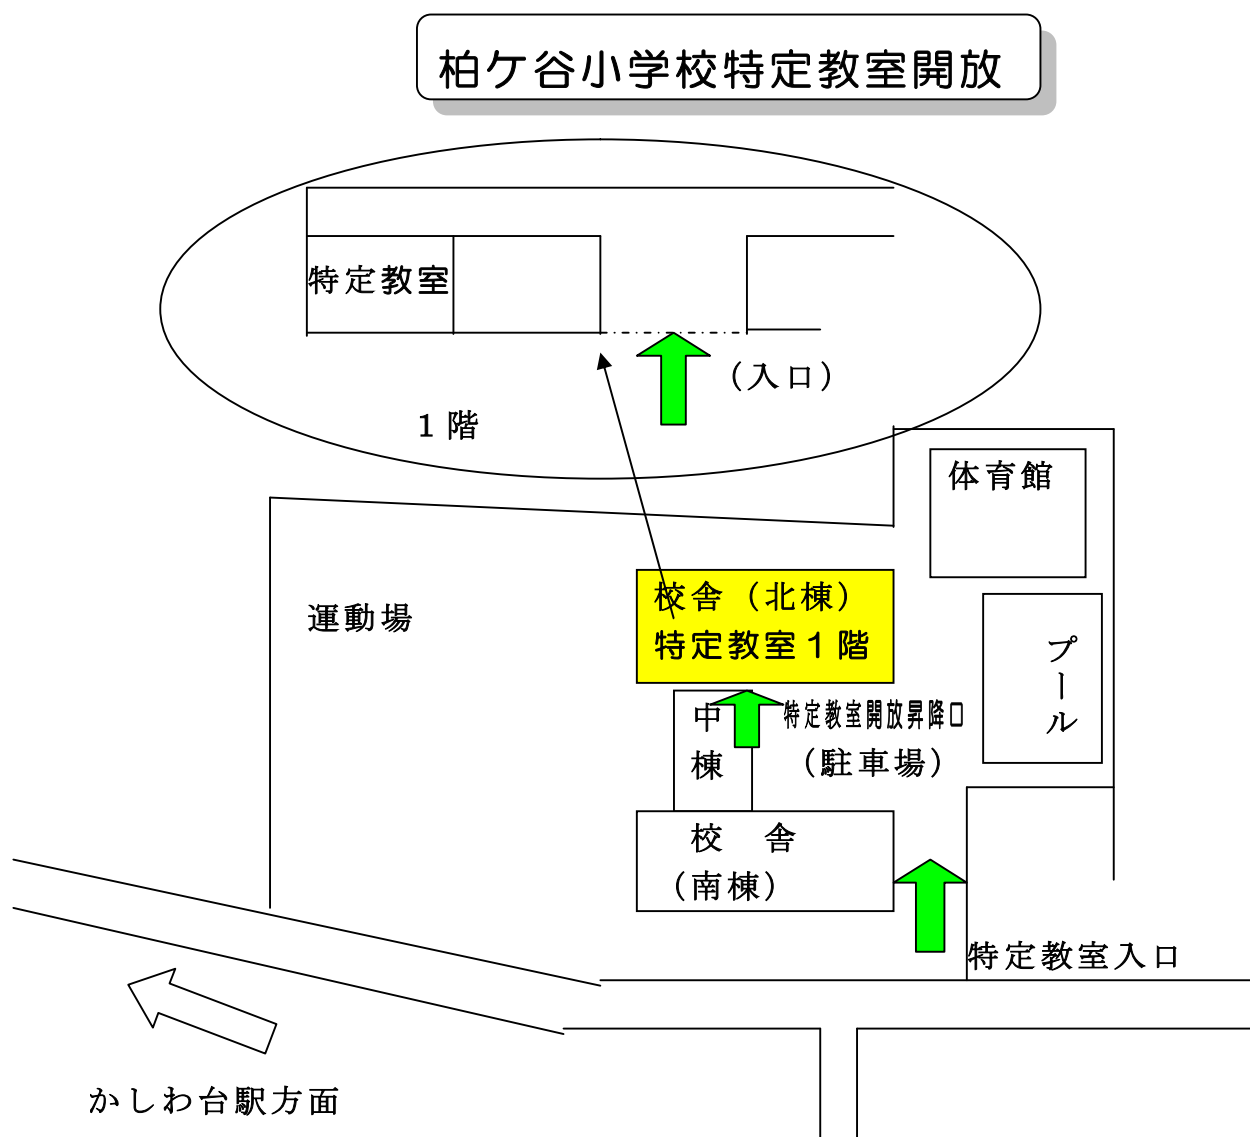 柏ケ谷小学校特定教室開放
特定教室
（入口）
１階
体育館
校舎（北棟）
特定教室１階
運動場
プール
中棟
特定教室開放昇降口
（駐車場）
校　舎
（南棟）
特定教室入口
かしわ台駅方面